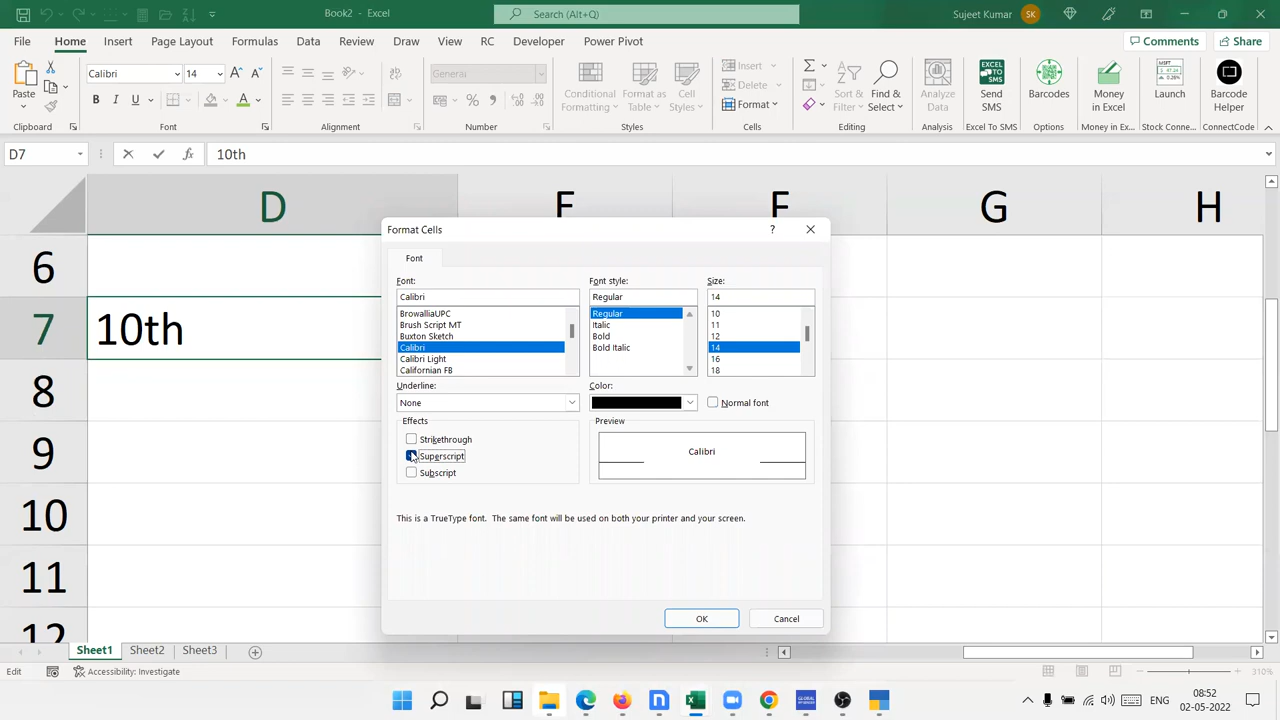 Book2 - Excel
Search (Alt+Q)
Sujeet Kumar
SK
File Home Insert Page Layout Formulas Data Review Draw View RC Developer Help Power Pivot
Comments
Share
Paste
Calibri 14
B I U
General
Conditional Formatting
Format as Table
Cell Styles
Insert
Delete
Format
Sort & Filter
Find & Select
Analyze Data
Send SMS
Barcodes
Money in Excel
Launch
Barcode Helper
Clipboard Font Alignment Number Styles Cells Editing Analysis Excel To SMS Options Money in Ex... Stock Conne... ConnectCode
D7
fx
10th
D E F G H
6
7 10th
8
9
10
11
12
Format Cells
?
Font
Font: Font style: Size:
Calibri Regular 14
BrowalliaUPC Regular 10
Brush Script MT Italic 11
Buxton Sketch Bold 12
Calibri Bold Italic 14
Calibri Light 16
Californian FB 18
Underline: Color:
None
Normal font
Effects Preview
Strikethrough
Superscript
Subscript
Calibri
This is a TrueType font. The same font will be used on both your printer and your screen.
OK Cancel
Sheet1 Sheet2 Sheet3
Edit
Accessibility: Investigate
310%
ENG
08:52
02-05-2022